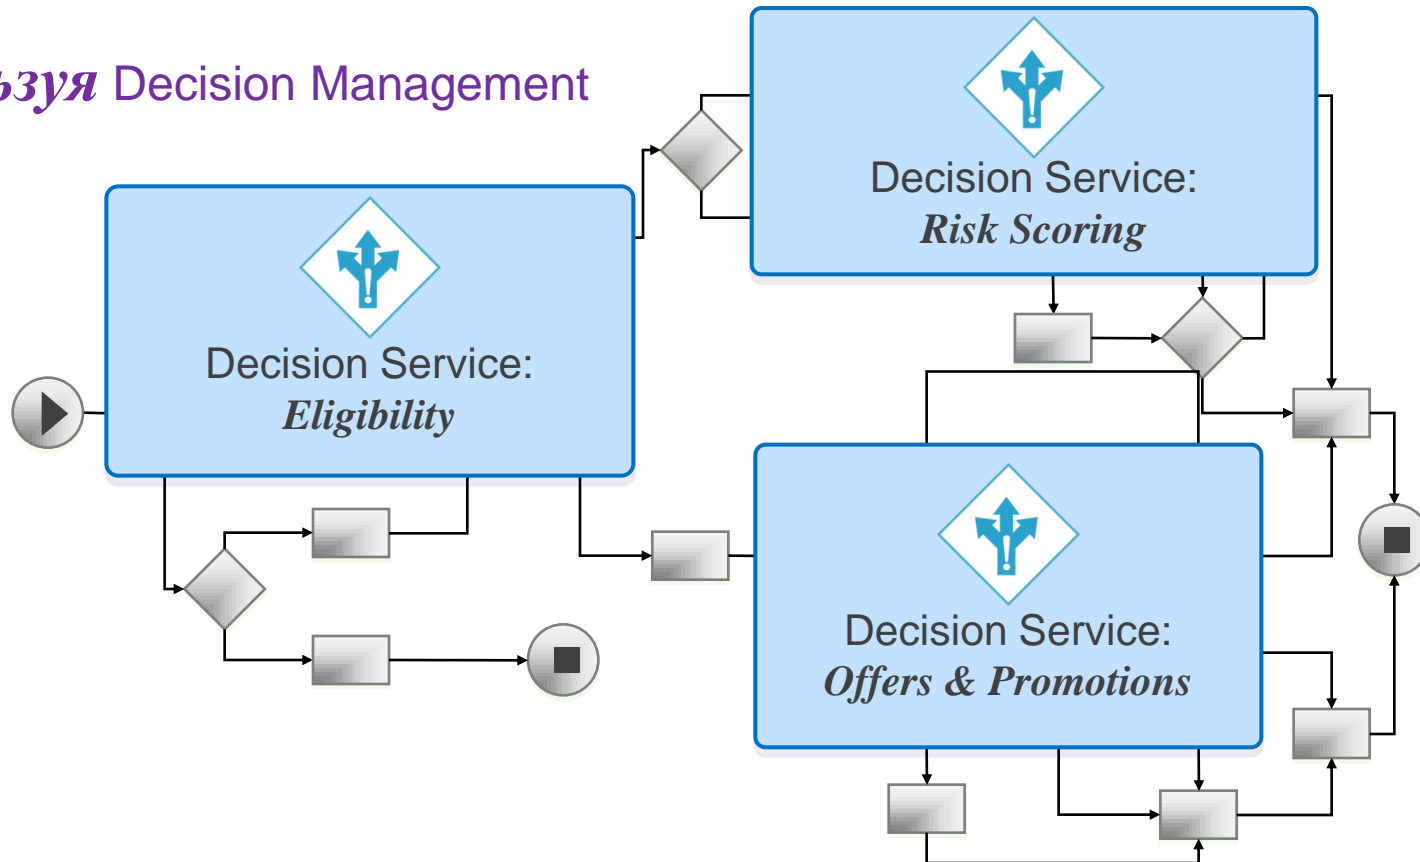 ьзуя Decision Management
Decision Service:
Risk Scoring
Decision Service:
Eligibility
Decision Service:
Offers & Promotions